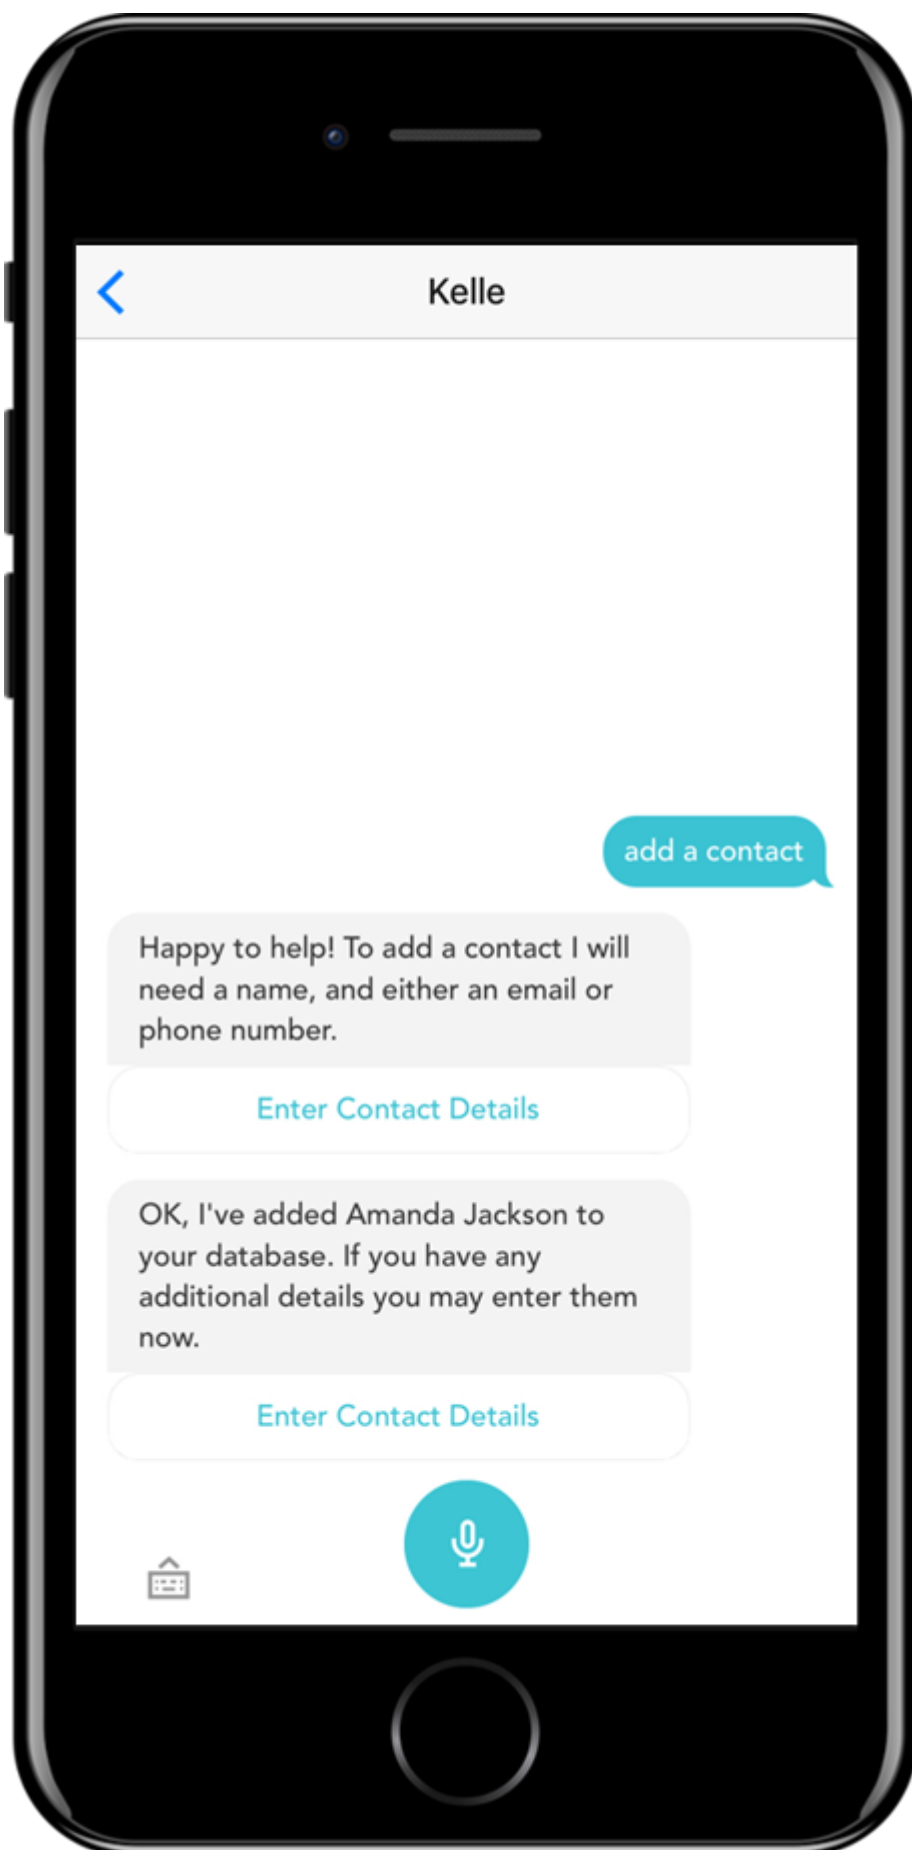 Kelle
add a contact
Happy to help! To add a contact I will
need a name, and either an email or
phone number.
Enter Contact Details
OK, I've added Amanda Jackson to
your database. If you have any
additional details you may enter them
now.
Enter Contact Details